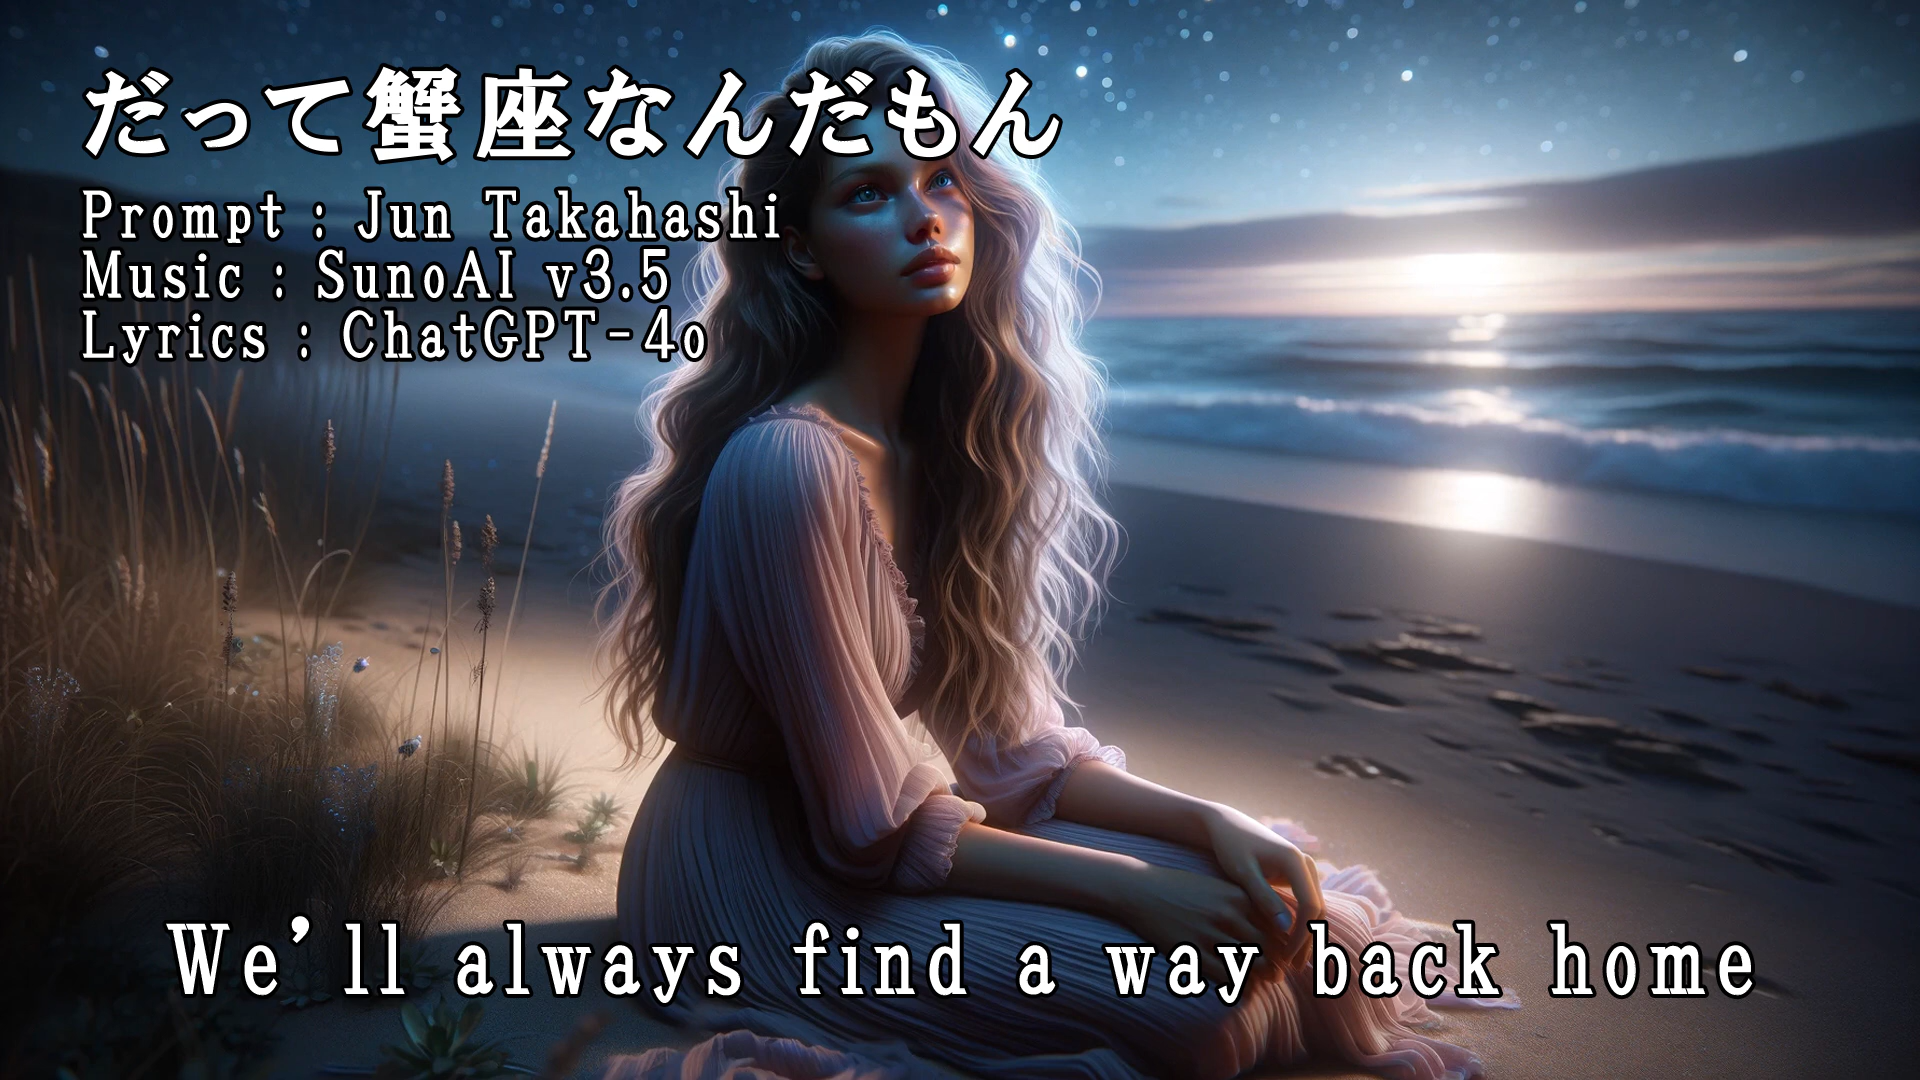 だって蟹座なんだもん
Prompt : Jun Takahashi
Music : SunoAI v3.5
Lyrics : ChatGPT-4o
We'll always find a way back home